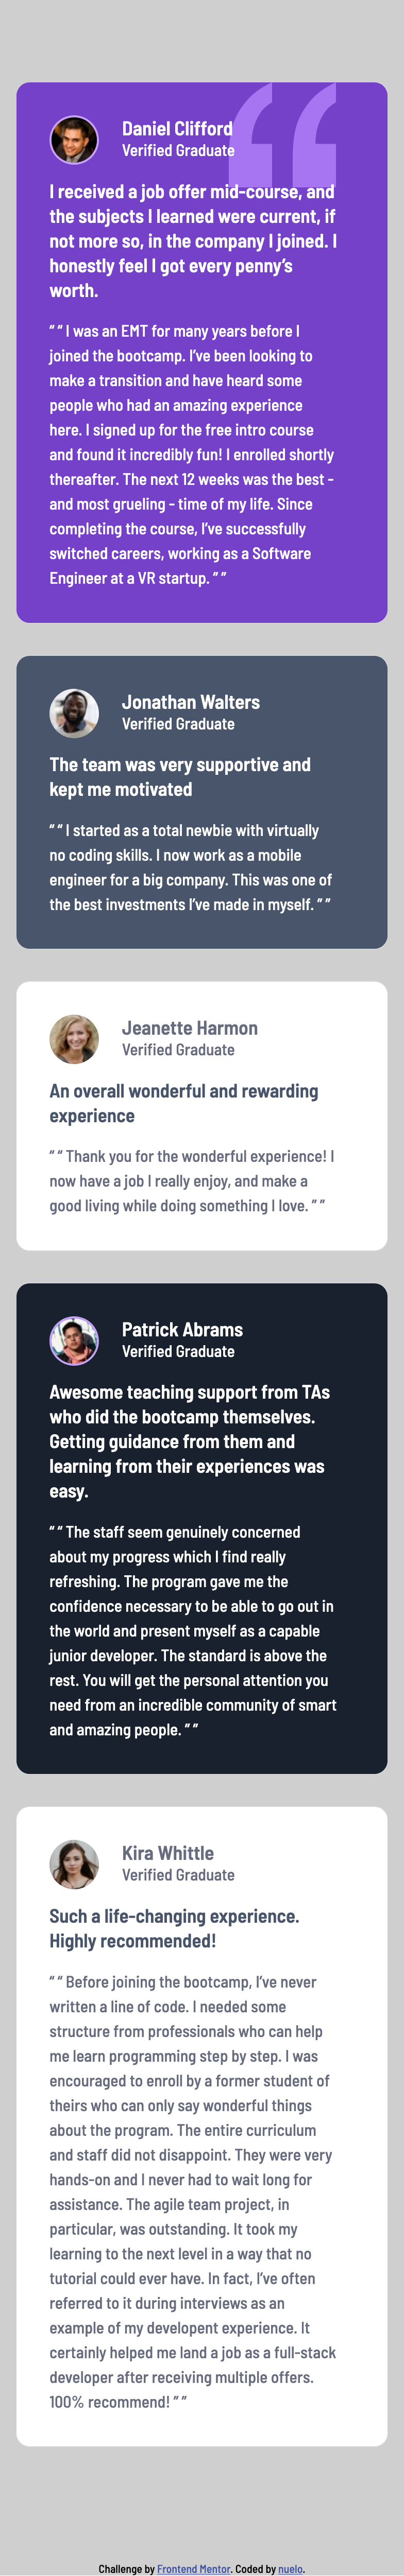 Daniel Clifford
Verified Graduate
I received a job offer mid-course, and
the subjects I learned were current, if
not more so, in the company I joined. I
honestly feel I got every penny’s
worth.
“ “ I was an EMT for many years before I
joined the bootcamp. I’ve been looking to
make a transition and have heard some
people who had an amazing experience
here. I signed up for the free intro course
and found it incredibly fun! I enrolled shortly
thereafter. The next 12 weeks was the best -
and most grueling - time of my life. Since
completing the course, I’ve successfully
switched careers, working as a Software
Engineer at a VR startup. ” ”
Jonathan Walters
Verified Graduate
The team was very supportive and
kept me motivated
“ “ I started as a total newbie with virtually
no coding skills. I now work as a mobile
engineer for a big company. This was one of
the best investments I’ve made in myself. ” ”
Jeanette Harmon
Verified Graduate
An overall wonderful and rewarding
experience
“ “ Thank you for the wonderful experience! I
now have a job I really enjoy, and make a
good living while doing something I love. ” ”
Patrick Abrams
Verified Graduate
Awesome teaching support from TAs
who did the bootcamp themselves.
Getting guidance from them and
learning from their experiences was
easy.
“ “ The staff seem genuinely concerned
about my progress which I find really
refreshing. The program gave me the
confidence necessary to be able to go out in
the world and present myself as a capable
junior developer. The standard is above the
rest. You will get the personal attention you
need from an incredible community of smart
and amazing people. ” ”
Kira Whittle
Verified Graduate
Such a life-changing experience.
Highly recommended!
“ “ Before joining the bootcamp, I’ve never
written a line of code. I needed some
structure from professionals who can help
me learn programming step by step. I was
encouraged to enroll by a former student of
theirs who can only say wonderful things
about the program. The entire curriculum
and staff did not disappoint. They were very
hands-on and I never had to wait long for
assistance. The agile team project, in
particular, was outstanding. It took my
learning to the next level in a way that no
tutorial could ever have. In fact, I’ve often
referred to it during interviews as an
example of my developent experience. It
certainly helped me land a job as a full-stack
developer after receiving multiple offers.
100% recommend! ” ”
Challenge by Frontend Mentor. Coded by nuelo.